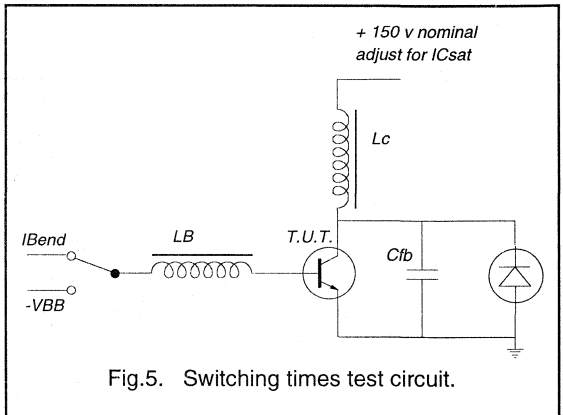 + 150 v nominal
adjust for ICsat
Lc
IBend
LB
T.U.T.
Cfb
-VBB
Fig.5. Switching times test circuit.